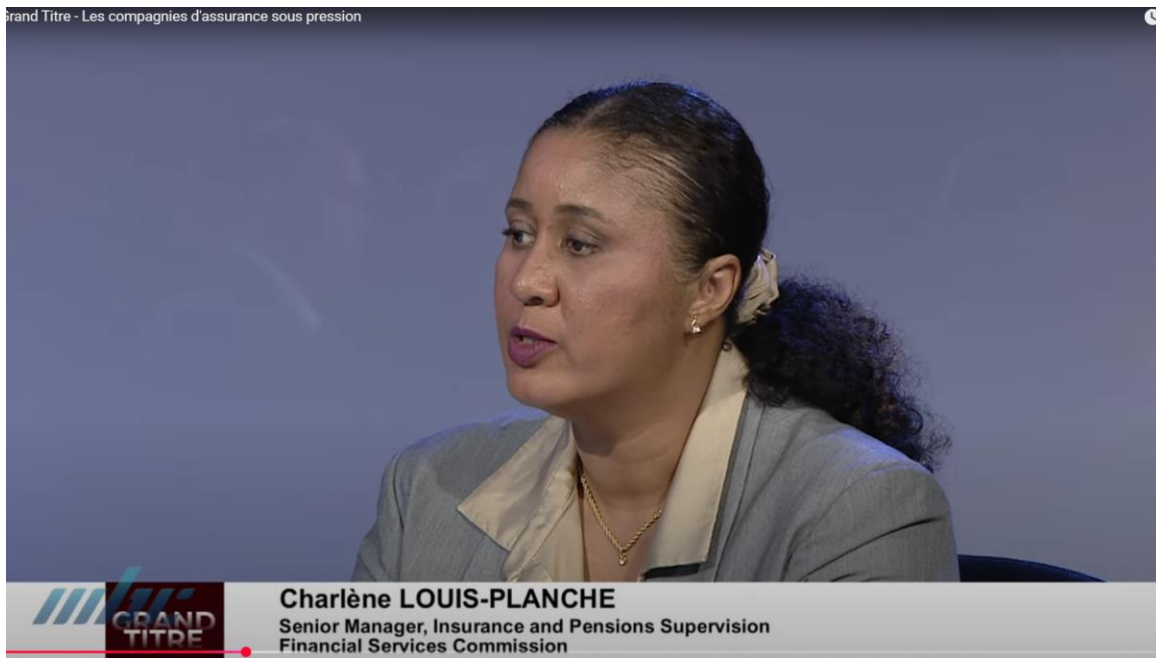 Grand Titre - Les compagnies d'assurance sous pression
mbc
GRAND
TITRE
Charlène LOUIS-PLANCHE
Senior Manager, Insurance and Pensions Supervision
Financial Services Commission